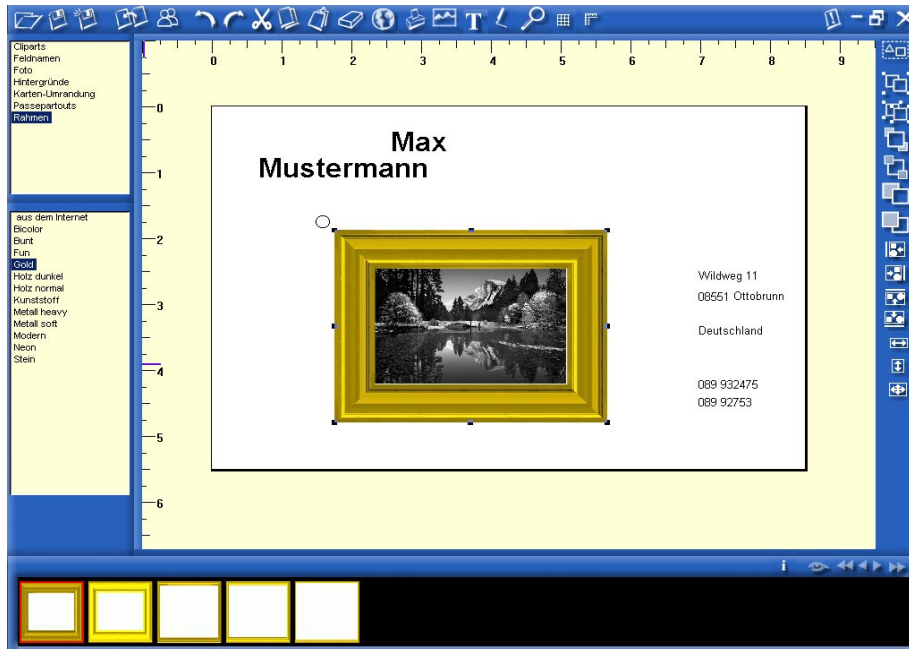 T
0 1 2 3 4 5 6 7 8 9
Cliparts
Feldnamen
Foto
Hintergründe
Karten-Umrandung
Passepartouts
Rahmen
aus dem Internet
Bicolor
Bunt
Fun
Gold
Holz dunkel
Holz normal
Kunststoff
Metall heavy
Metall soft
Modern
Neon
Stein
0
1
2
3
4
5
6
Max
Mustermann
Wildweg 11
08551 Ottobrunn
Deutschland
089 932475
089 92753
i